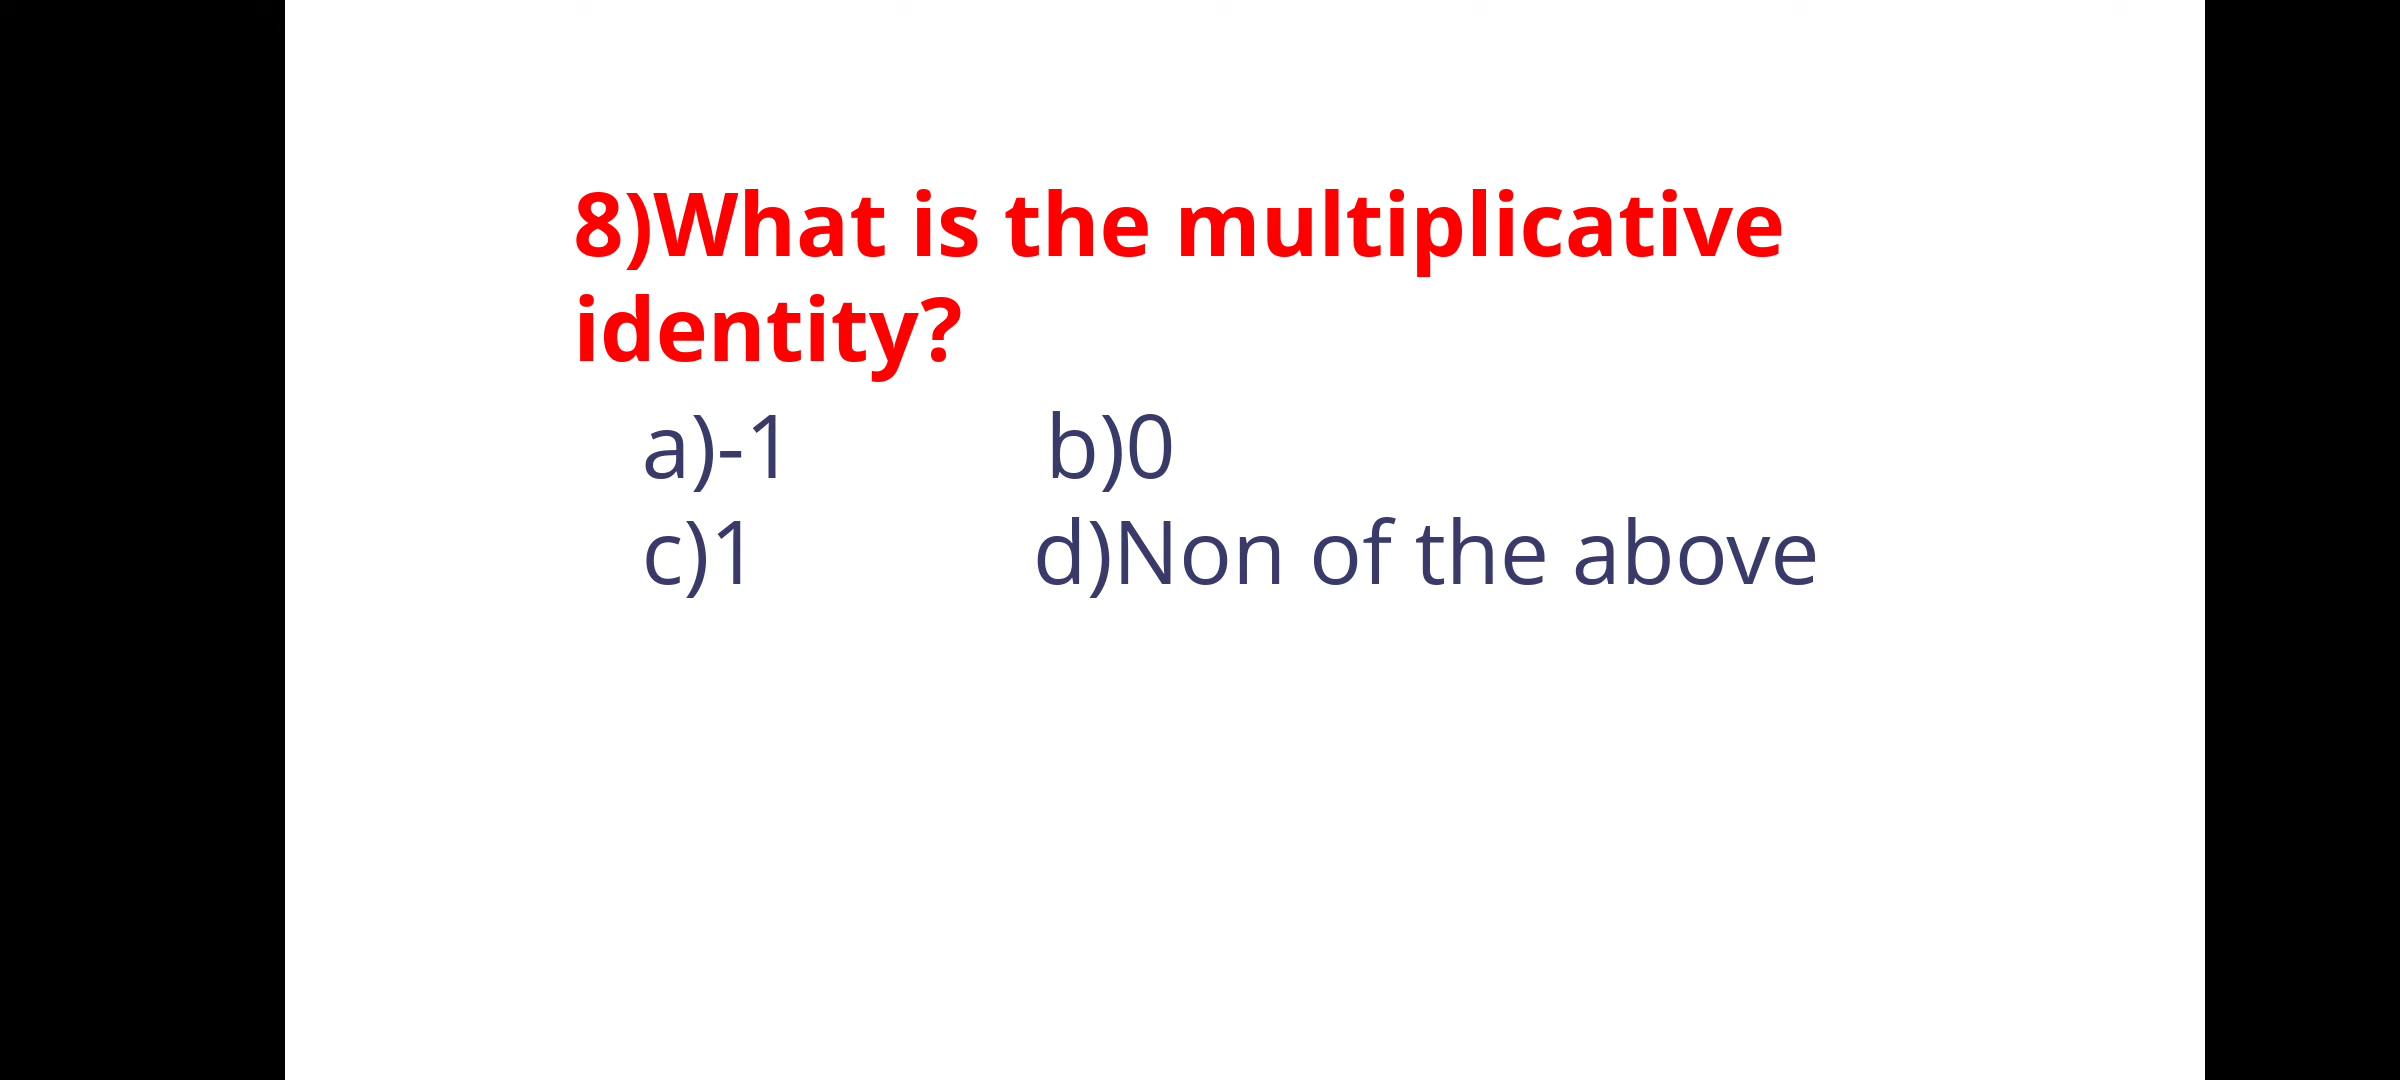 8)What is the multiplicative
identity?
a)-1 b)0
c)1 d)Non of the above